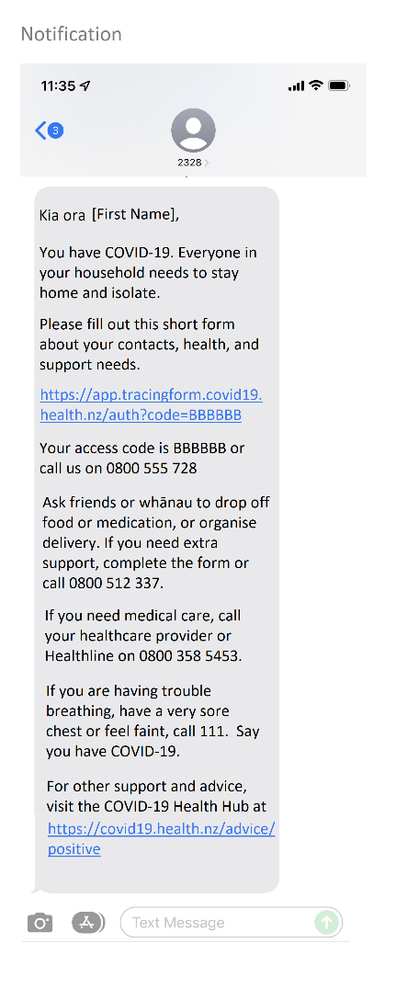 Notification
11:35
3
2328
Kia ora [First Name],
You have COVID-19. Everyone in
your household needs to stay
home and isolate.
Please fill out this short form
about your contacts, health, and
support needs.
https://app.tracingform.covid19.
health.nz/auth?code=BBBBBB
Your access code is BBBBBB or
call us on 0800 555 728
Ask friends or whānau to drop off
food or medication, or organise
delivery. If you need extra
support, complete the form or
call 0800 512 337.
If you need medical care, call
your healthcare provider or
Healthline on 0800 358 5453.
If you are having trouble
breathing, have a very sore
chest or feel faint, call 111.  Say
you have COVID-19.
For other support and advice,
visit the COVID-19 Health Hub at
https://covid19.health.nz/advice/
positive
Text Message